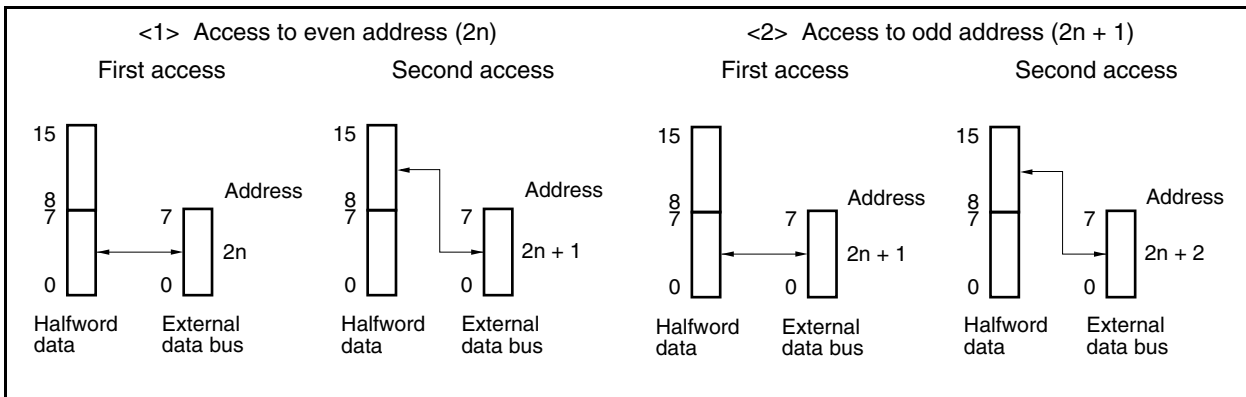 <1> Access to even address (2n)
First access
Second access
15
8
7
0
7
0
Address
2n
Halfword
data
External
data bus
15
8
7
0
7
0
Address
2n + 1
Halfword
data
External
data bus
<2> Access to odd address (2n + 1)
First access
Second access
15
8
7
0
7
0
Address
2n + 1
Halfword
data
External
data bus
15
8
7
0
7
0
Address
2n + 2
Halfword
data
External
data bus